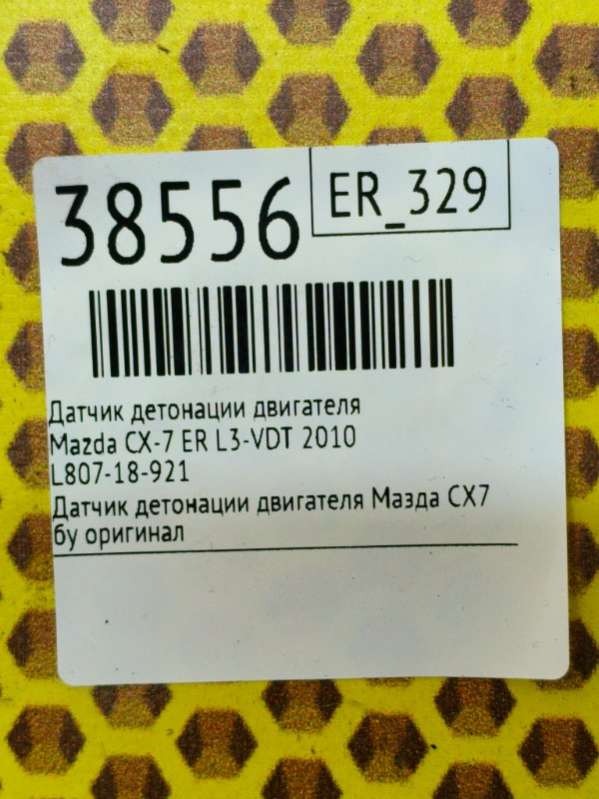 38556
ER_329
Датчик детонации двигателя
Mazda CX-7 ER L3-VDT 2010
L807-18-921
Датчик детонации двигателя Мазда СХ7
бу оригинал